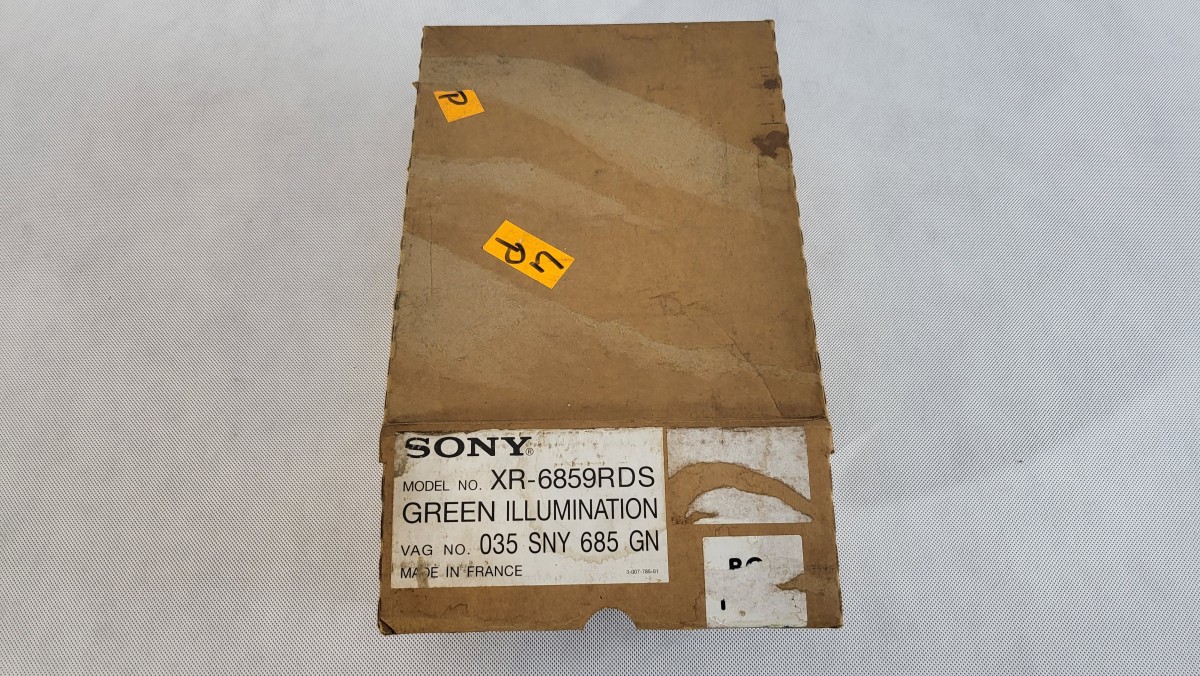 SONY®
MODEL NO. XR-6859RDS
GREEN ILLUMINATION
VAG NO. 035 SNY 685 GN
MADE IN FRANCE